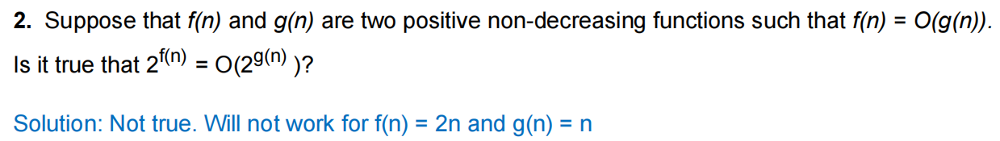 2. Suppose that f(n) and g(n) are two positive non-decreasing functions such that f(n) = O(g(n)).
Is it true that 2^f(n) = O(2^g(n) )?
Solution: Not true. Will not work for f(n) = 2n and g(n) = n